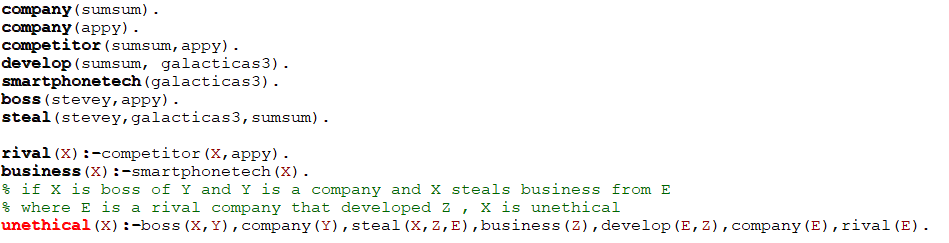 company(sumsum).
company(appy).
competitor(sumsum,appy).
develop(sumsum, galacticas3).
smartphonetech(galacticas3).
boss(stevey,appy).
steal(stevey,galacticas3,sumsum).
rival(X):-competitor(X,appy).
business(X):-smartphonetech(X).
% if X is boss of Y and Y is a company and X steals business from E
% where E is a rival company that developed Z , X is unethical
unethical(X):-boss(X,Y),company(Y),steal(X,Z,E),business(Z),develop(E,Z),company(E),rival(E).